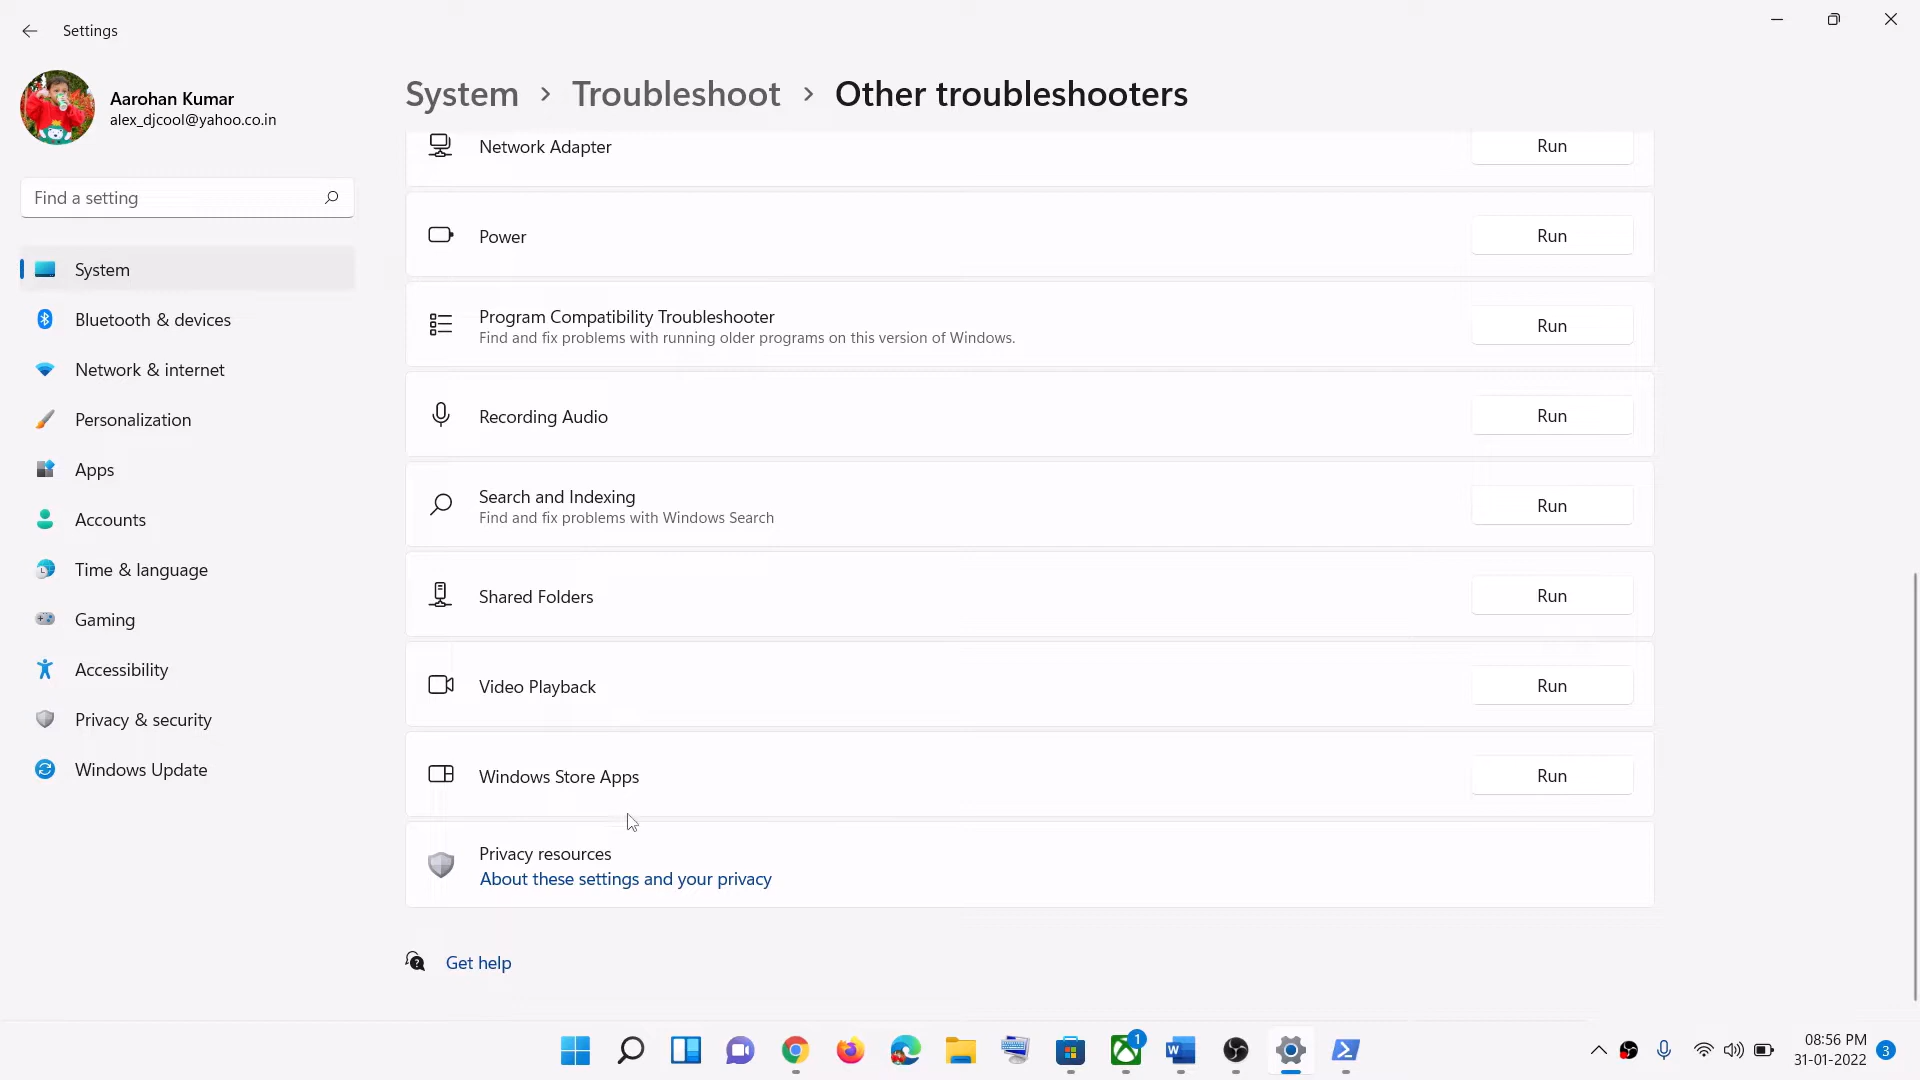 Settings
Aarohan Kumar
alex_djcool@yahoo.co.in
Find a setting
System
Bluetooth & devices
Network & internet
Personalization
Apps
Accounts
Time & language
Gaming
Accessibility
Privacy & security
Windows Update
System > Troubleshoot > Other troubleshooters
Network Adapter Run
Power Run
Program Compatibility Troubleshooter
Find and fix problems with running older programs on this version of Windows.
Run
Recording Audio Run
Search and Indexing
Find and fix problems with Windows Search
Run
Shared Folders Run
Video Playback Run
Windows Store Apps Run
Privacy resources
About these settings and your privacy
Get help
1
W
08:56 PM
31-01-2022
3